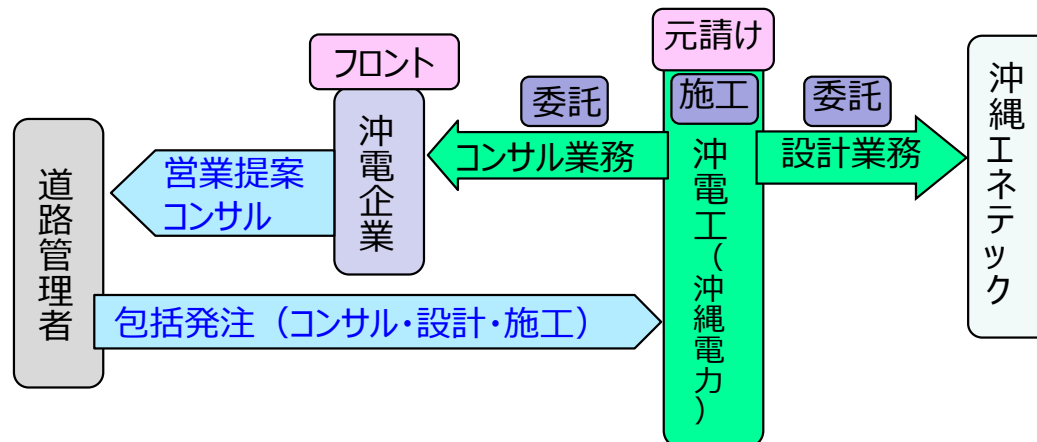 フロント
元請け
委託
施工
委託
道路管理者
営業提案
コンサル
沖電企業
コンサル業務
沖電工(沖縄電力)
設計業務
沖縄エネテック
包括発注（コンサル・設計・施工）